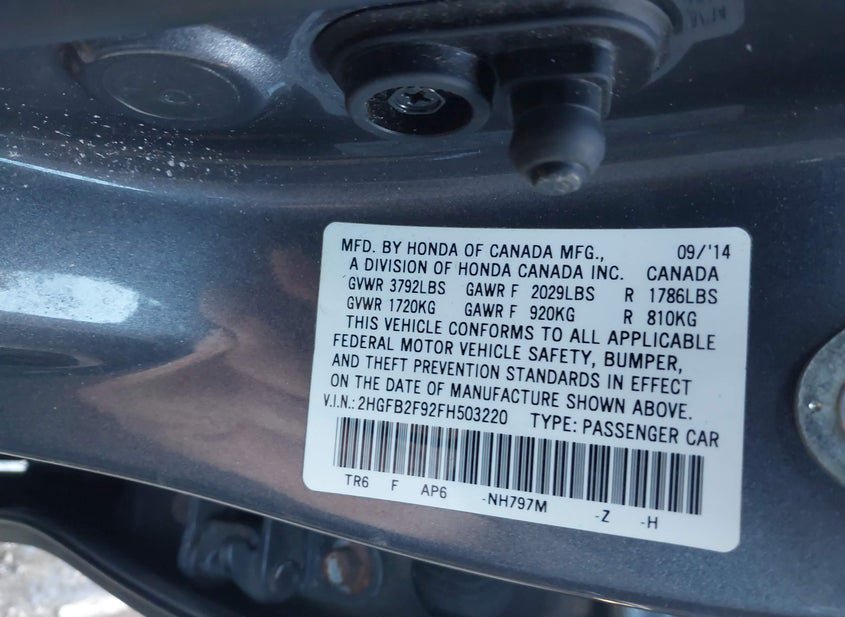 MFD. BY HONDA OF CANADA MFG., 09/'14
A DIVISION OF HONDA CANADA INC. CANADA
GVWR 3792LBS GAWR F 2029LBS R 1786LBS
GVWR 1720KG GAWR F 920KG R 810KG
THIS VEHICLE CONFORMS TO ALL APPLICABLE
FEDERAL MOTOR VEHICLE SAFETY, BUMPER,
AND THEFT PREVENTION STANDARDS IN EFFECT
ON THE DATE OF MANUFACTURE SHOWN ABOVE.
V.I.N.: 2HGFB2F92FH503220 TYPE: PASSENGER CAR
TR6 F AP6 -NH797M -Z -H